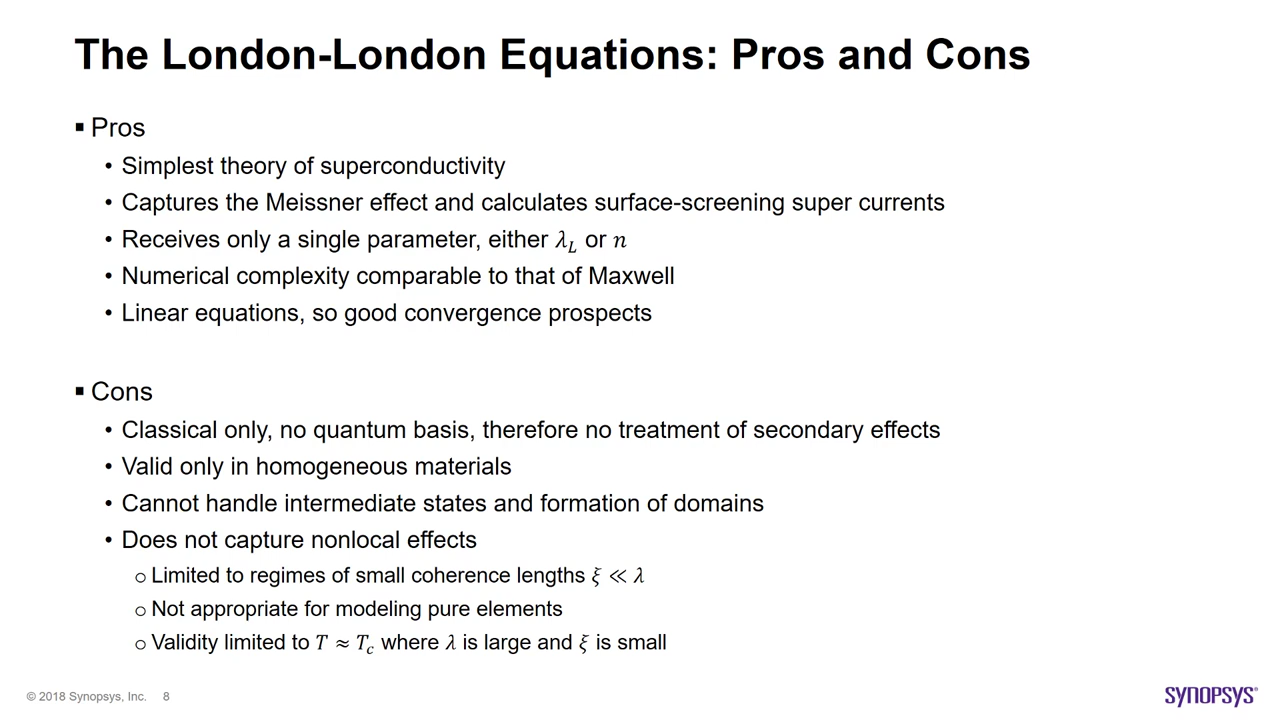 The London-London Equations: Pros and Cons
▪ Pros
• Simplest theory of superconductivity
• Captures the Meissner effect and calculates surface-screening super currents
• Receives only a single parameter, either λ_L or n
• Numerical complexity comparable to that of Maxwell
• Linear equations, so good convergence prospects
▪ Cons
• Classical only, no quantum basis, therefore no treatment of secondary effects
• Valid only in homogeneous materials
• Cannot handle intermediate states and formation of domains
• Does not capture nonlocal effects
o Limited to regimes of small coherence lengths ξ ≪ λ
o Not appropriate for modeling pure elements
o Validity limited to T ≈ T_c where λ is large and ξ is small
© 2018 Synopsys, Inc. 8
SYNOPSYS®